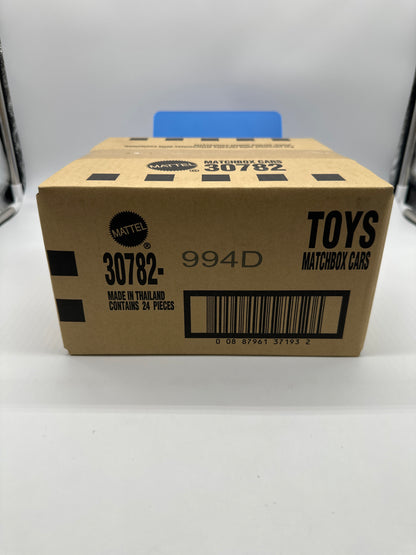 MATTEL
®
MATCHBOX CARS
30782
MATTEL
®
30782-
994D
MADE IN THAILAND
CONTAINS 24 PIECES
TOYS
MATCHBOX CARS
0 08 87961 37193 2